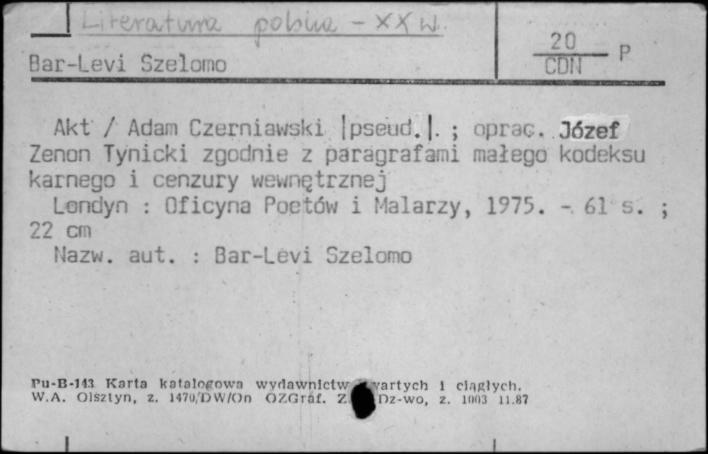 Literatura polska - XX w.
20
CDN P
Bar-Levi Szelomo
Akt / Adam Czerniawski |pseud.|. ; oprac. Józef
Zenon Tynicki zgodnie z paragrafami małego kodeksu
karnego i cenzury wewnętrznej
Londyn : Oficyna Poetów i Malarzy, 1975. - 61 s. ;
22 cm
Nazw. aut. : Bar-Levi Szelomo
Pu-B-143 Karta katalogowa wydawnictw zwartych i ciągłych.
W.A. Olsztyn, z. 1470/DW/On OZGraf. Z. Dz-wo, z. 1003 11.87